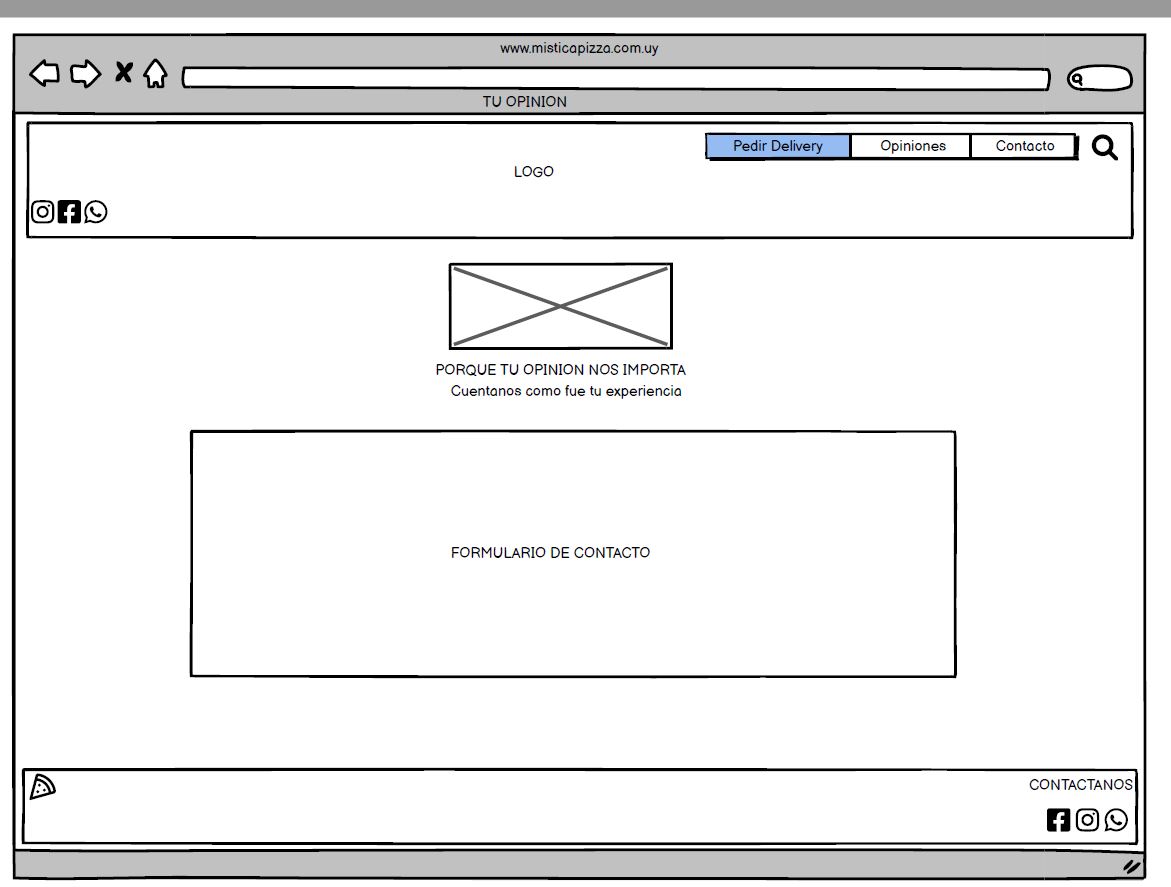 www.misticapizza.com.uy
TU OPINION
Pedir Delivery
Opiniones
Contacto
LOGO
PORQUE TU OPINION NOS IMPORTA
Cuentanos como fue tu experiencia
FORMULARIO DE CONTACTO
CONTACTANOS